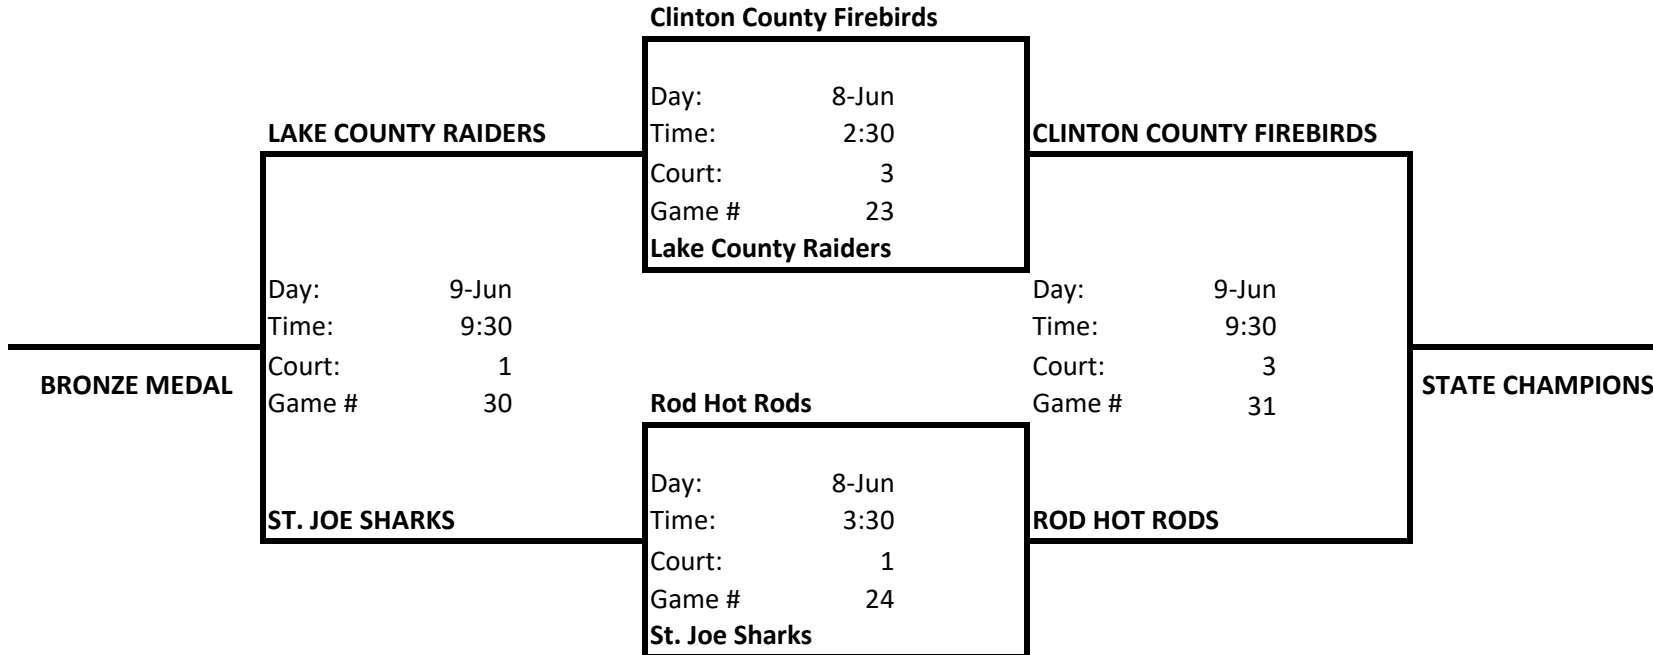 Clinton County Firebirds
Day: 8-Jun
LAKE COUNTY RAIDERS Time: 2:30 CLINTON COUNTY FIREBIRDS
Court: 3
Game # 23
Lake County Raiders
Day: 9-Jun Day: 9-Jun
Time: 9:30 Time: 9:30
Court: 1 Court: 3
BRONZE MEDAL STATE CHAMPIONS
Game # 30 Rod Hot Rods Game # 31
Day: 8-Jun
ST. JOE SHARKS Time: 3:30 ROD HOT RODS
Court: 1
Game # 24
St. Joe Sharks